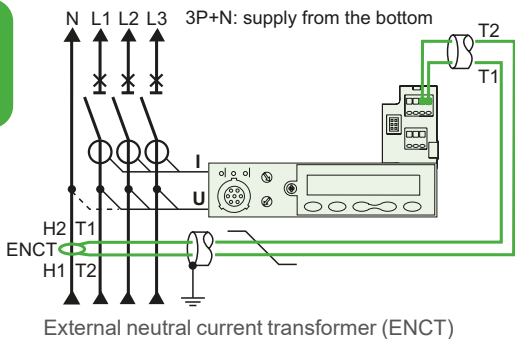 N L1 L2 L3 3P+N: supply from the bottom
T2
T1
I
U
H2 T1
ENCT
H1 T2
External neutral current transformer (ENCT)